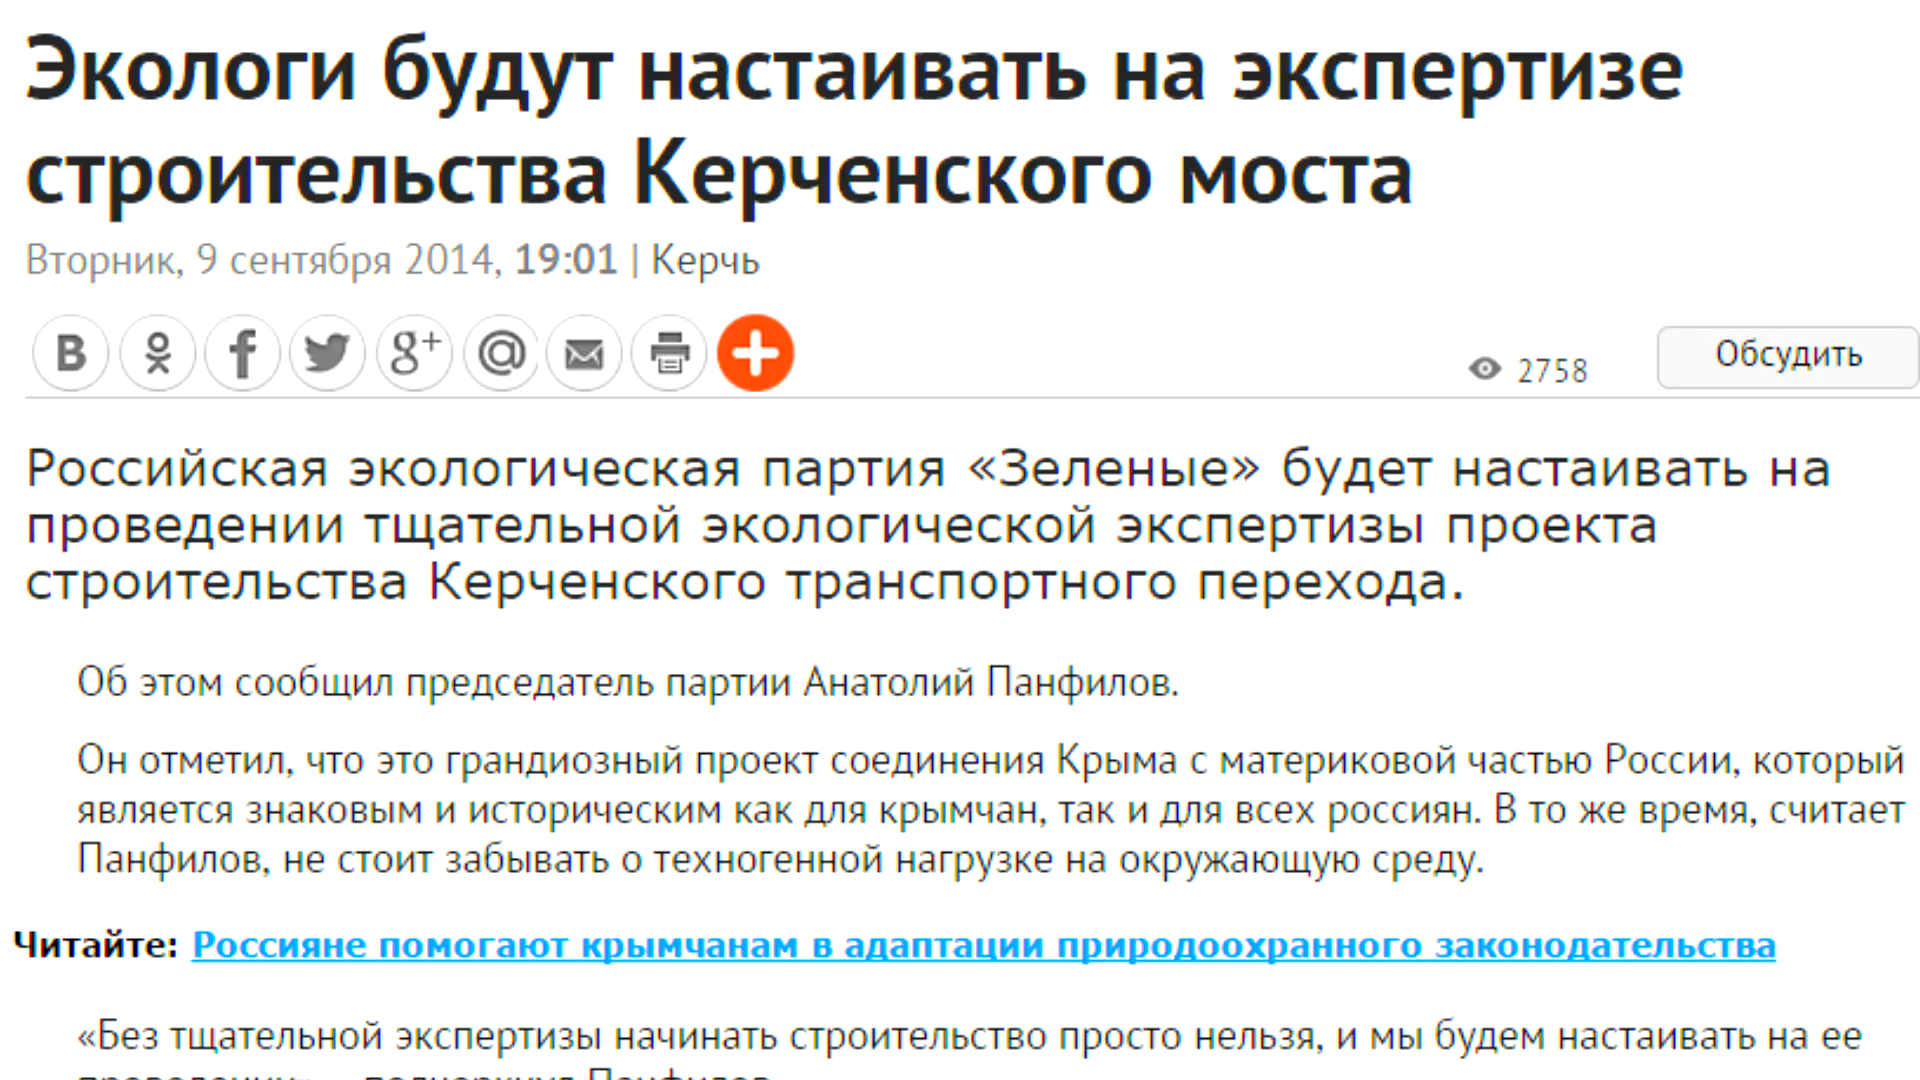 Экологи будут настаивать на экспертизе
строительства Керченского моста
Вторник, 9 сентября 2014, 19:01 | Керчь
2758
Обсудить
Российская экологическая партия «Зеленые» будет настаивать на
проведении тщательной экологической экспертизы проекта
строительства Керченского транспортного перехода.
Об этом сообщил председатель партии Анатолий Панфилов.
Он отметил, что это грандиозный проект соединения Крыма с материковой частью России, который
является знаковым и историческим как для крымчан, так и для всех россиян. В то же время, считает
Панфилов, не стоит забывать о техногенной нагрузке на окружающую среду.
Читайте: Россияне помогают крымчанам в адаптации природоохранного законодательства
«Без тщательной экспертизы начинать строительство просто нельзя, и мы будем настаивать на ее